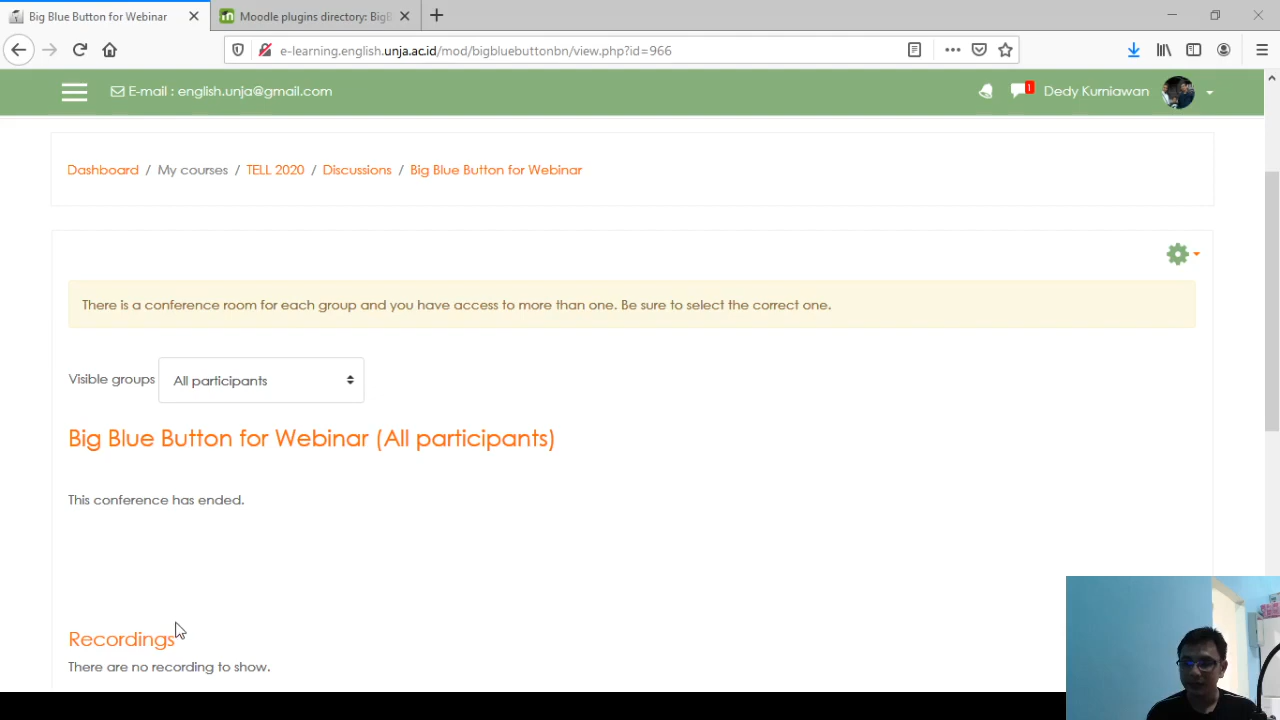 Big Blue Button for Webinar
Moodle plugins directory: BigB
e-learning.english.unja.ac.id/mod/bigbluebuttonbn/view.php?id=966
E-mail : english.unja@gmail.com
1
Dedy Kurniawan
Dashboard / My courses / TELL 2020 / Discussions / Big Blue Button for Webinar
There is a conference room for each group and you have access to more than one. Be sure to select the correct one.
Visible groups All participants
Big Blue Button for Webinar (All participants)
This conference has ended.
Recordings
There are no recording to show.